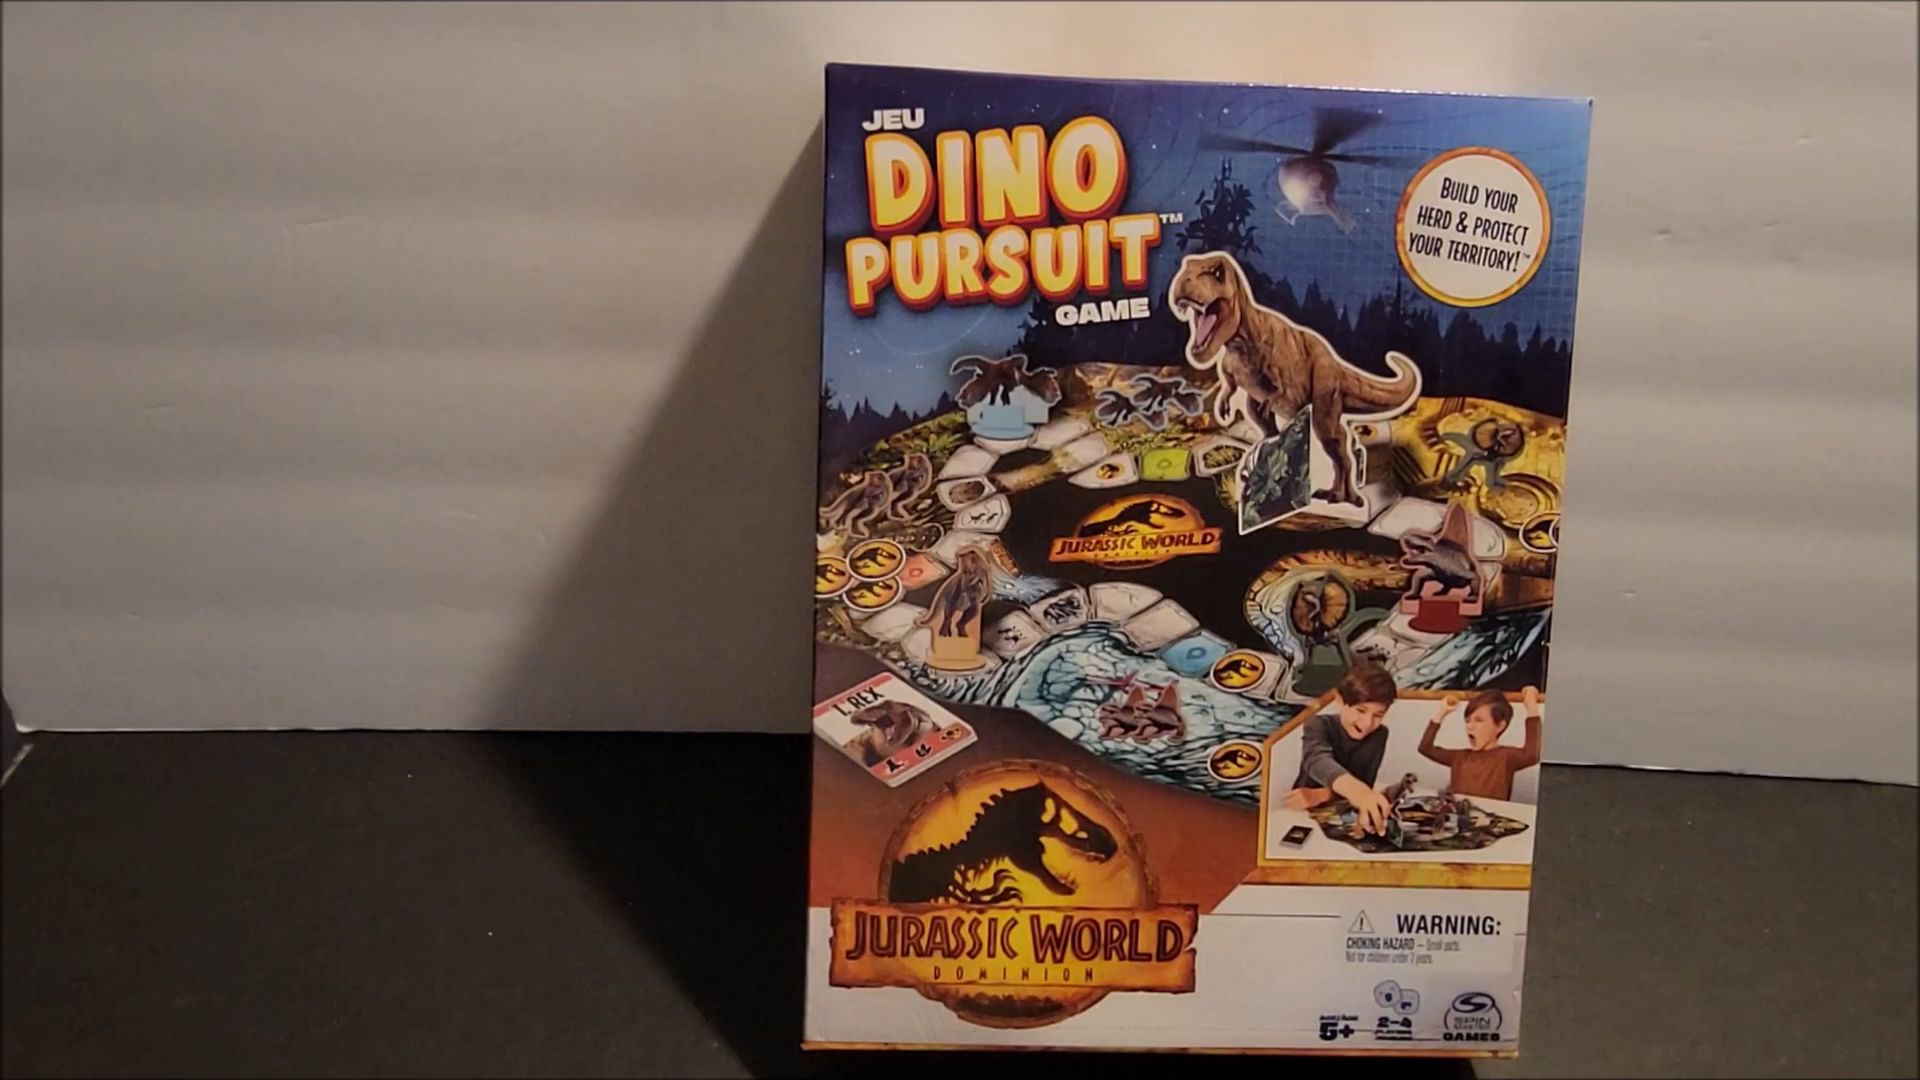 JEU
DINO
PURSUIT™
GAME
BUILD YOUR
HERD & PROTECT
YOUR TERRITORY!™
JURASSIC WORLD
T. REX
JURASSIC WORLD
DOMINION
WARNING:
CHOKING HAZARD – Small parts.
Not for children under 3 years.
5+
2-4
SPIN
MASTER
GAMES